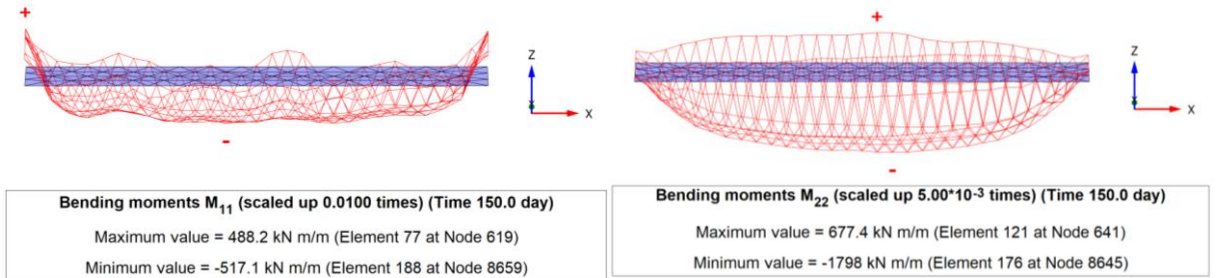 +
Z
X
-
Bending moments M₁₁ (scaled up 0.0100 times) (Time 150.0 day)
Maximum value = 488.2 kN m/m (Element 77 at Node 619)
Minimum value = -517.1 kN m/m (Element 188 at Node 8659)
+
Z
X
-
Bending moments M₂₂ (scaled up 5.00*10⁻³ times) (Time 150.0 day)
Maximum value = 677.4 kN m/m (Element 121 at Node 641)
Minimum value = -1798 kN m/m (Element 176 at Node 8645)